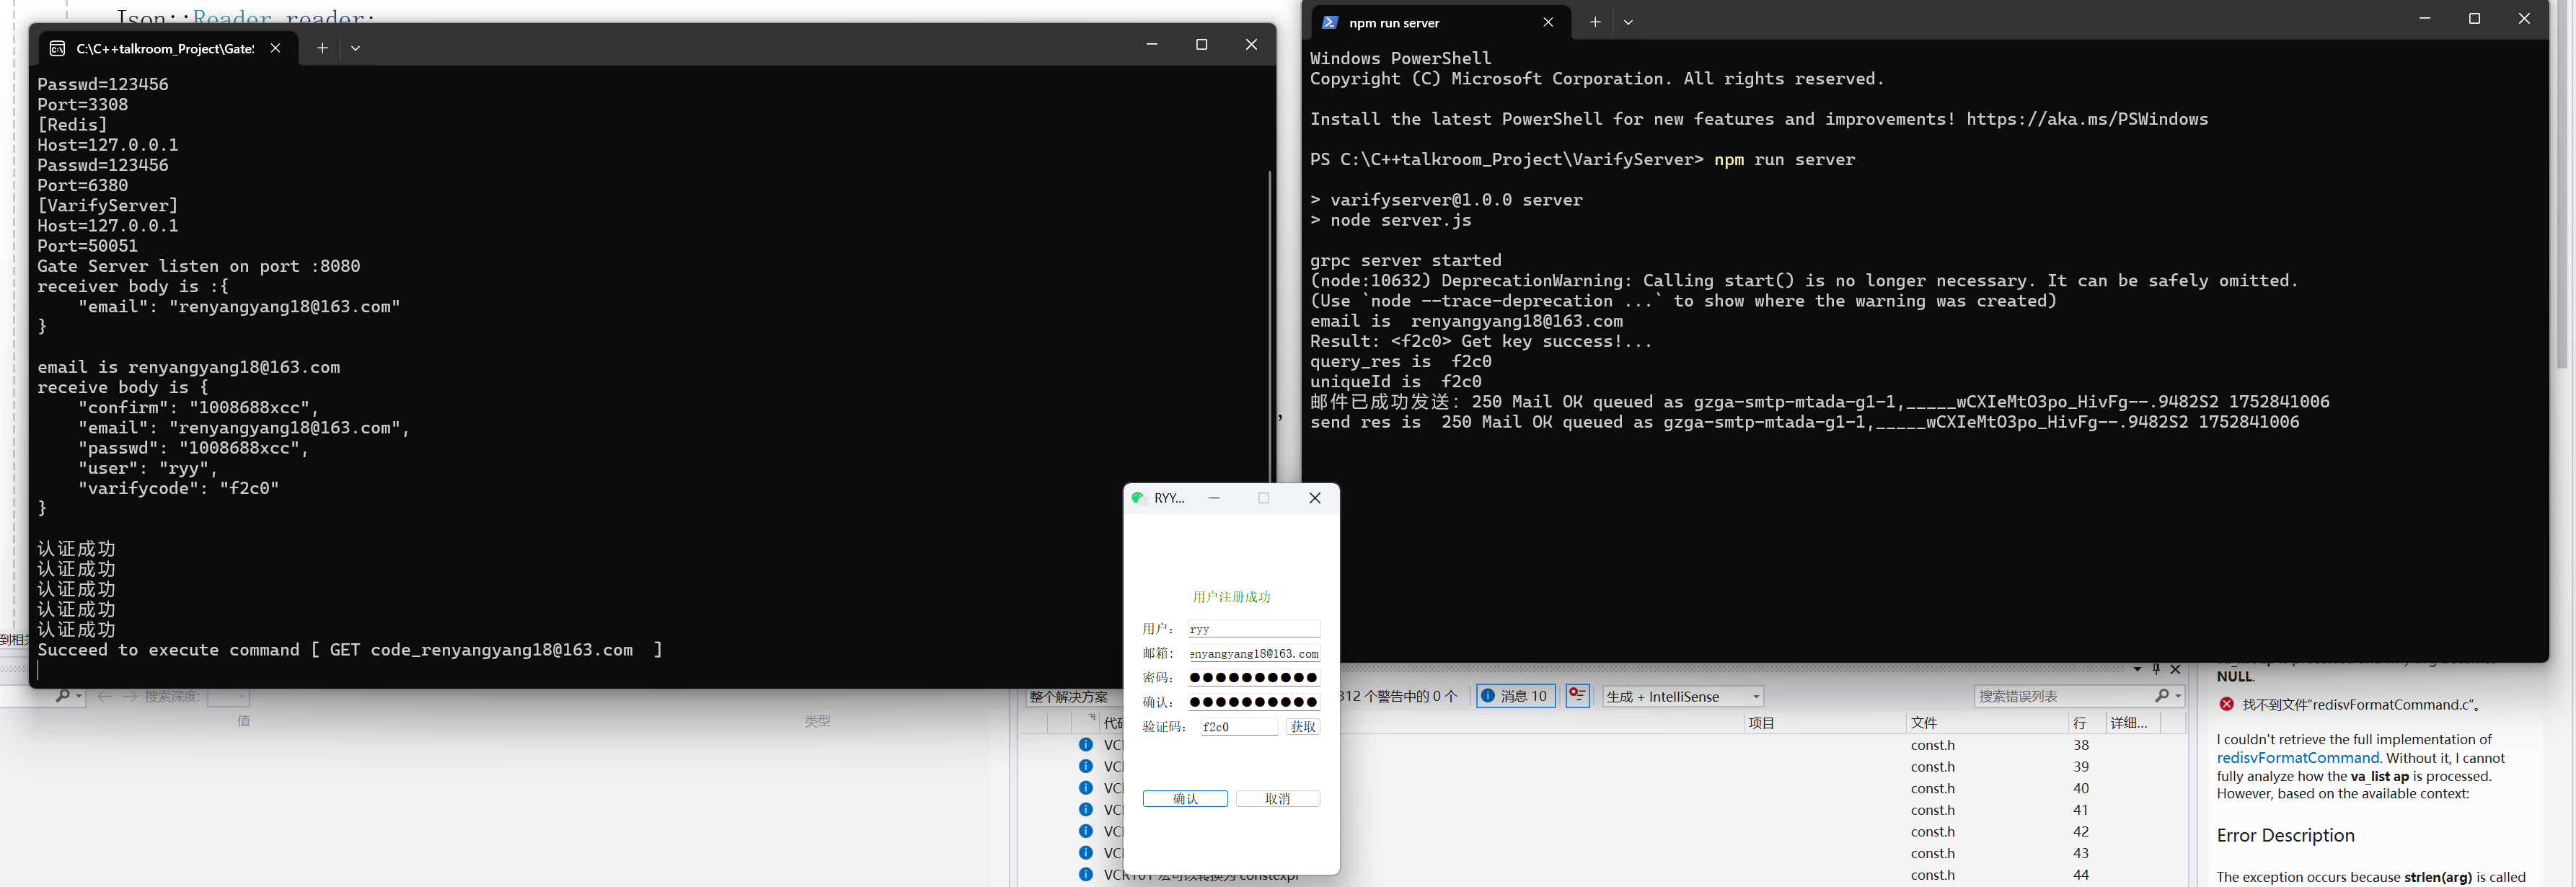 Json::Reader reader;
C:\C++talkroom_Project\GateS
Passwd=123456
Port=3308
[Redis]
Host=127.0.0.1
Passwd=123456
Port=6380
[VarifyServer]
Host=127.0.0.1
Port=50051
Gate Server listen on port :8080
receiver body is :{
"email": "renyangyang18@163.com"
}
email is renyangyang18@163.com
receive body is {
"confirm": "1008688xcc",
"email": "renyangyang18@163.com",
"passwd": "1008688xcc",
"user": "ryy",
"varifycode": "f2c0"
}
认证成功
认证成功
认证成功
认证成功
认证成功
Succeed to execute command [ GET code_renyangyang18@163.com  ]
,
npm run server
Windows PowerShell
Copyright (C) Microsoft Corporation. All rights reserved.
Install the latest PowerShell for new features and improvements! https://aka.ms/PSWindows
PS C:\C++talkroom_Project\VarifyServer> npm run server
> varifyserver@1.0.0 server
> node server.js
grpc server started
(node:10632) DeprecationWarning: Calling start() is no longer necessary. It can be safely omitted.
(Use `node --trace-deprecation ...` to show where the warning was created)
email is  renyangyang18@163.com
Result: <f2c0> Get key success!...
query_res is  f2c0
uniqueId is  f2c0
邮件已成功发送: 250 Mail OK queued as gzga-smtp-mtada-g1-1,_____wCXIeMtO3po_HivFg--.9482S2 1752841006
send res is  250 Mail OK queued as gzga-smtp-mtada-g1-1,_____wCXIeMtO3po_HivFg--.9482S2 1752841006
RYY...
用户注册成功
用户: ryy
邮箱: enyangyang18@163.com
密码: ●●●●●●●●●●
确认: ●●●●●●●●●●
验证码: f2c0 获取
确认 取消
到相关
搜索深度:
值 类型
整个解决方案 312 个警告中的 0 个 消息 10 生成 + IntelliSense 搜索错误列表
代码 项目 文件 行 详细...
VCR const.h 38
VCR const.h 39
VCR const.h 40
VCR const.h 41
VCR const.h 42
VCR const.h 43
VCR101 宏可以转换为 constexpr const.h 44
NULL.
找不到文件“redisvFormatCommand.c”。
I couldn't retrieve the full implementation of
redisvFormatCommand. Without it, I cannot
fully analyze how the va_list ap is processed.
However, based on the available context:
Error Description
The exception occurs because strlen(arg) is called